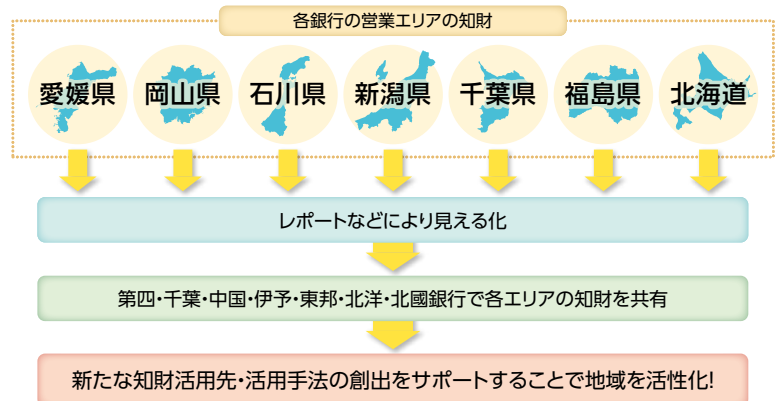 各銀行の営業エリアの知財
愛媛県 岡山県 石川県 新潟県 千葉県 福島県 北海道
レポートなどにより見える化
第四・千葉・中国・伊予・東邦・北洋・北國銀行で各エリアの知財を共有
新たな知財活用先・活用手法の創出をサポートすることで地域を活性化!